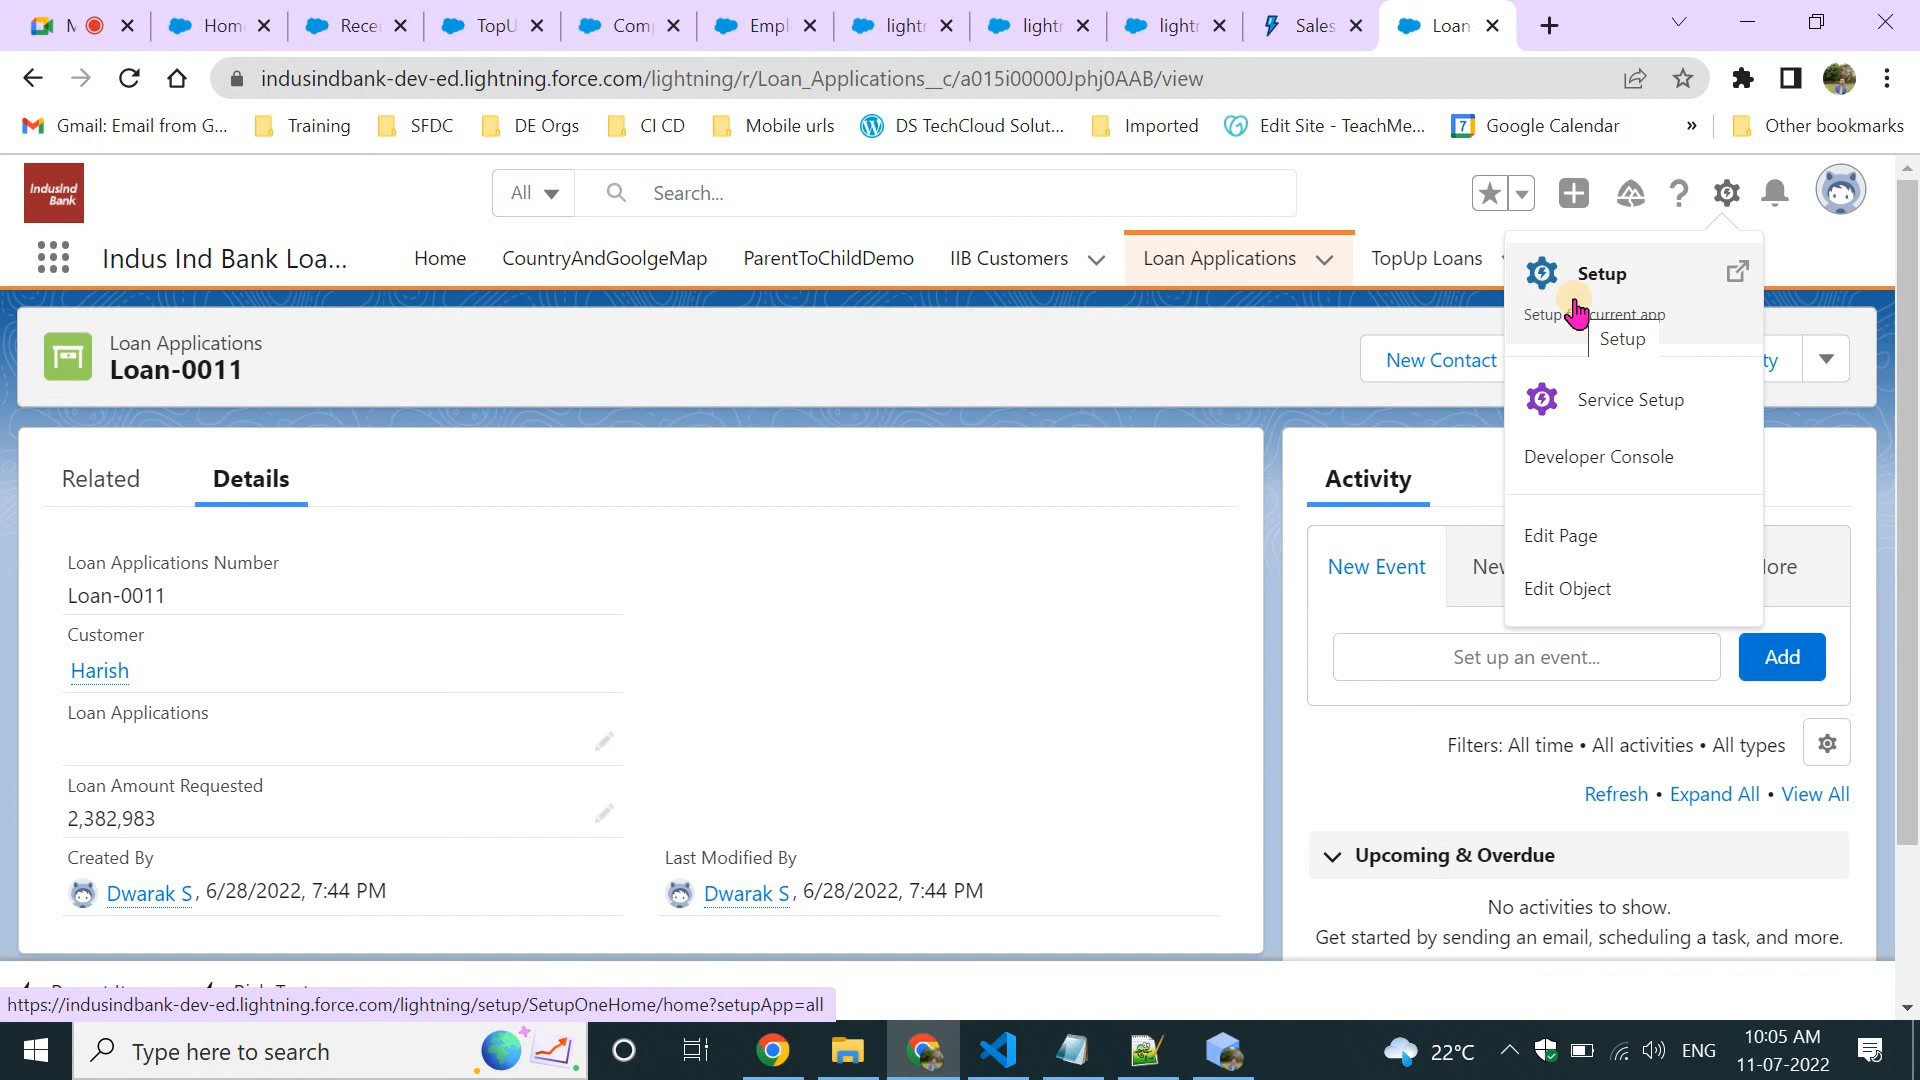 M
Home
Rece
TopU
Com
Empl
lightr
lightr
lightr
Sales
Loan
indusindbank-dev-ed.lightning.force.com/lightning/r/Loan_Applications__c/a015i00000Jphj0AAB/view
Gmail: Email from G...
Training
SFDC
DE Orgs
CI CD
Mobile urls
DS TechCloud Solut...
Imported
Edit Site - TeachMe...
7
Google Calendar
»
Other bookmarks
IndusInd Bank
All
Search...
Indus Ind Bank Loa...
Home
CountryAndGoolgeMap
ParentToChildDemo
IIB Customers
Loan Applications
TopUp Loans
Setup
Setup current app
Setup
Service Setup
Developer Console
Edit Page
Edit Object
Loan Applications
Loan-0011
New Contact
ty
Related
Details
Loan Applications Number
Loan-0011
Customer
Harish
Loan Applications
Loan Amount Requested
2,382,983
Created By
Dwarak S, 6/28/2022, 7:44 PM
Last Modified By
Dwarak S, 6/28/2022, 7:44 PM
Activity
New Event
Nev
ore
Set up an event...
Add
Filters: All time • All activities • All types
Refresh • Expand All • View All
Upcoming & Overdue
No activities to show.
Get started by sending an email, scheduling a task, and more.
https://indusindbank-dev-ed.lightning.force.com/lightning/setup/SetupOneHome/home?setupApp=all
Type here to search
22°C
ENG
10:05 AM
11-07-2022